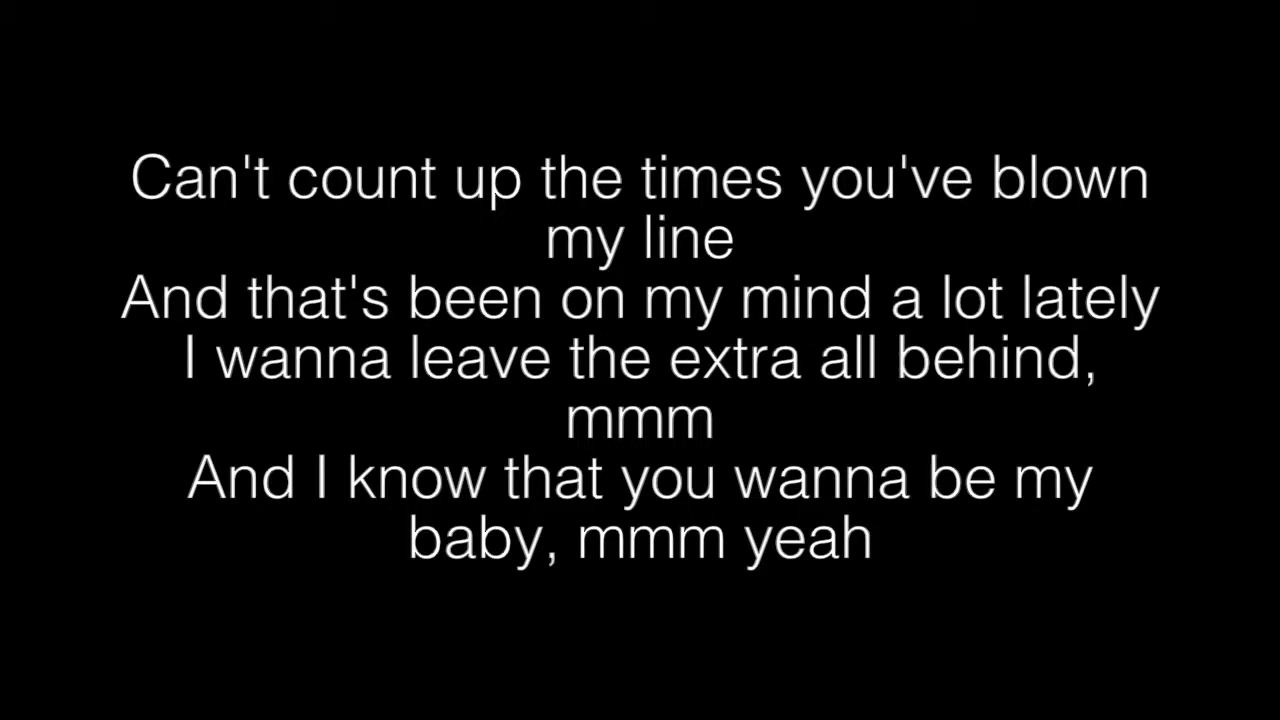 Can't count up the times you've blown
my line
And that's been on my mind a lot lately
I wanna leave the extra all behind,
mmm
And I know that you wanna be my
baby, mmm yeah